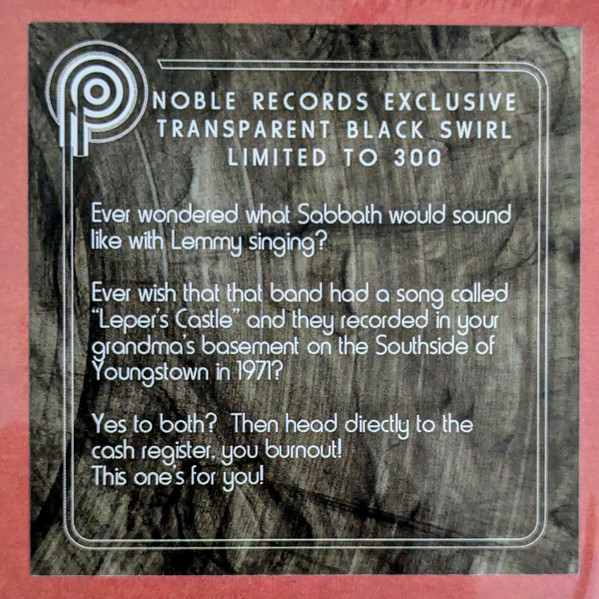 NOBLE RECORDS EXCLUSIVE
TRANSPARENT BLACK SWIRL
LIMITED TO 300
Ever wondered what Sabbath would sound
like with Lemmy singing?
Ever wish that that band had a song called
“Leper's Castle” and they recorded in your
grandma's basement on the Southside of
Youngstown in 1971?
Yes to both?  Then head directly to the
cash register, you burnout!
This one's for you!